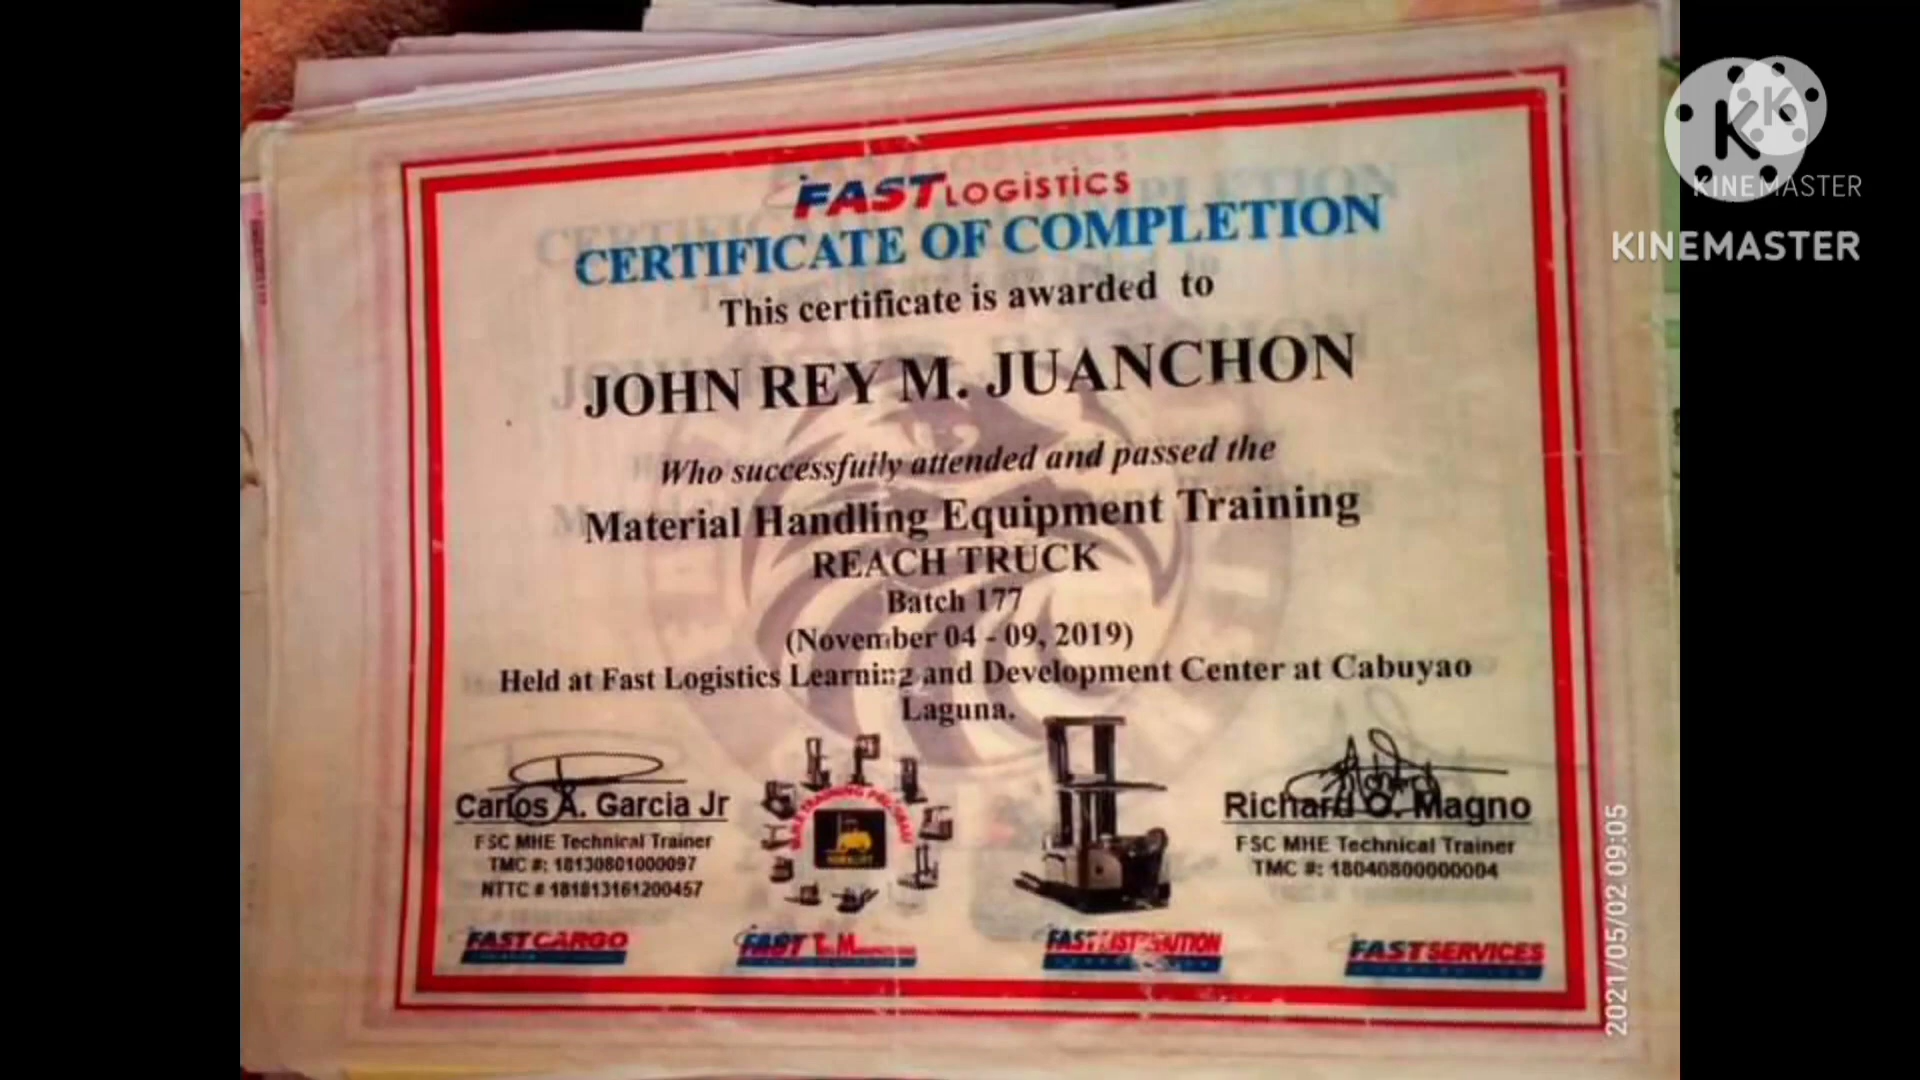 FAST LOGISTICS
CERTIFICATE OF COMPLETION
This certificate is awarded to
JOHN REY M. JUANCHON
Who successfully attended and passed the
Material Handling Equipment Training
REACH TRUCK
Batch 177
(November 04 - 09, 2019)
Held at Fast Logistics Learning and Development Center at Cabuyao
Laguna.
Carlos A. Garcia Jr
FSC MHE Technical Trainer
TMC #: 18130801000097
NTTC # 181813161200457
Richard O. Magno
FSC MHE Technical Trainer
TMC #: 18040800000004
FAST CARGO
FAST
FAST DISTRIBUTION
FAST SERVICES
2021/05/02 09:05
K
K
KINEMASTER
KINEMASTER